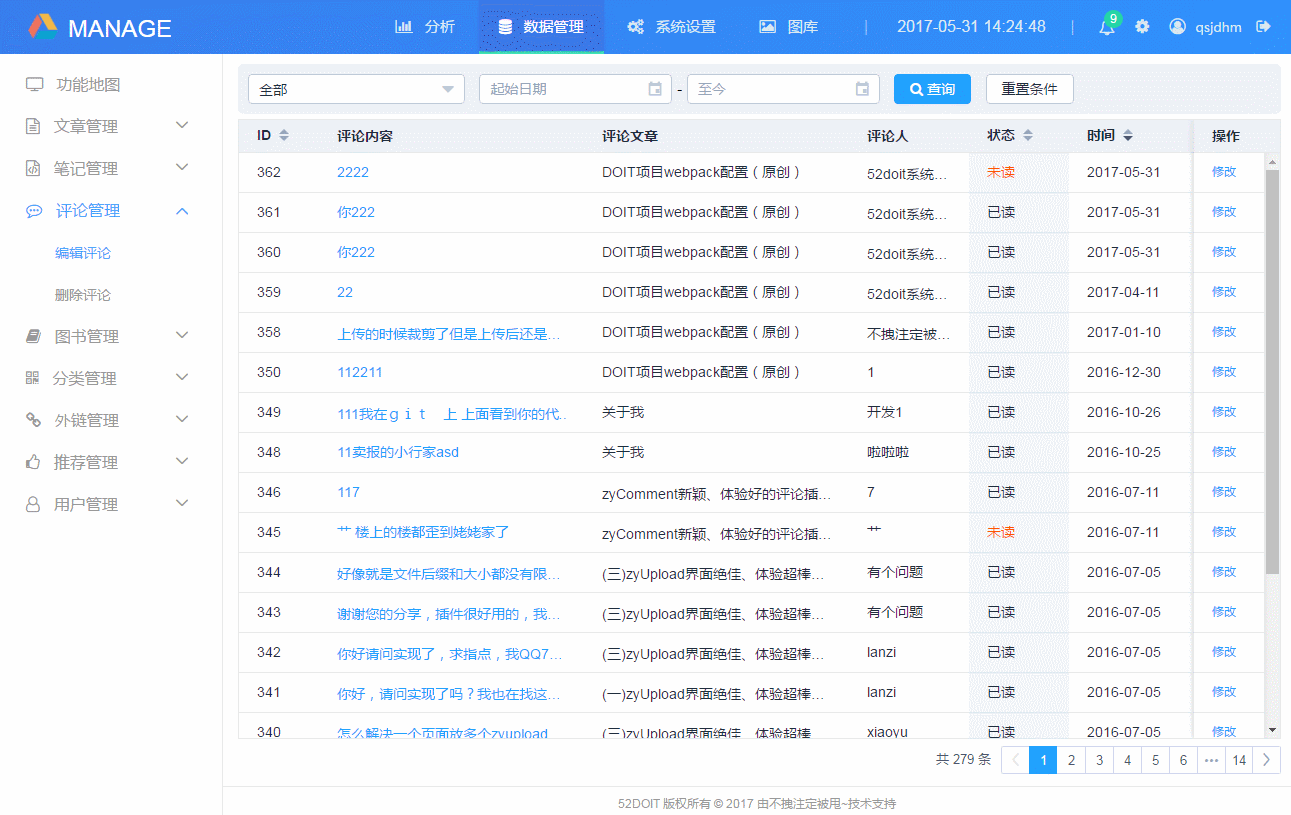 MANAGE 分析 数据管理 系统设置 图库 | 2017-05-31 14:24:48 | 9 qsjdhm
功能地图
文章管理
笔记管理
评论管理
编辑评论
删除评论
图书管理
分类管理
外链管理
推荐管理
用户管理
全部 起始日期 - 至今 查询 重置条件
ID 评论内容 评论文章 评论人 状态 时间 操作
362 2222 DOIT项目webpack配置（原创） 52doit系统... 未读 2017-05-31 修改
361 你222 DOIT项目webpack配置（原创） 52doit系统... 已读 2017-05-31 修改
360 你222 DOIT项目webpack配置（原创） 52doit系统... 已读 2017-05-31 修改
359 22 DOIT项目webpack配置（原创） 52doit系统... 已读 2017-04-11 修改
358 上传的时候裁剪了但是上传后还是... DOIT项目webpack配置（原创） 不拽注定被... 已读 2017-01-10 修改
350 112211 DOIT项目webpack配置（原创） 1 已读 2016-12-30 修改
349 111我在ｇｉｔ　上 上面看到你的代.. 关于我 开发1 已读 2016-10-26 修改
348 11卖报的小行家asd 关于我 啦啦啦 已读 2016-10-25 修改
346 117 zyComment新颖、体验好的评论插... 7 已读 2016-07-11 修改
345 艹 楼上的楼都歪到姥姥家了 zyComment新颖、体验好的评论插... 艹 未读 2016-07-11 修改
344 好像就是文件后缀和大小都没有限... (三)zyUpload界面绝佳、体验超棒... 有个问题 已读 2016-07-05 修改
343 谢谢您的分享，插件很好用的，我... (三)zyUpload界面绝佳、体验超棒... 有个问题 已读 2016-07-05 修改
342 你好请问实现了，求指点，我QQ7... (三)zyUpload界面绝佳、体验超棒... lanzi 已读 2016-07-05 修改
341 你好，请问实现了吗？我也在找这... (一)zyUpload界面绝佳、体验超棒... lanzi 已读 2016-07-05 修改
340 怎么解决一个页面放多个zyupload (三)zyUpload界面绝佳、体验超棒 xiaoyu 已读 2016-07-05 修改
共 279 条 1 2 3 4 5 6 ••• 14
52DOIT 版权所有 © 2017 由不拽注定被甩~技术支持